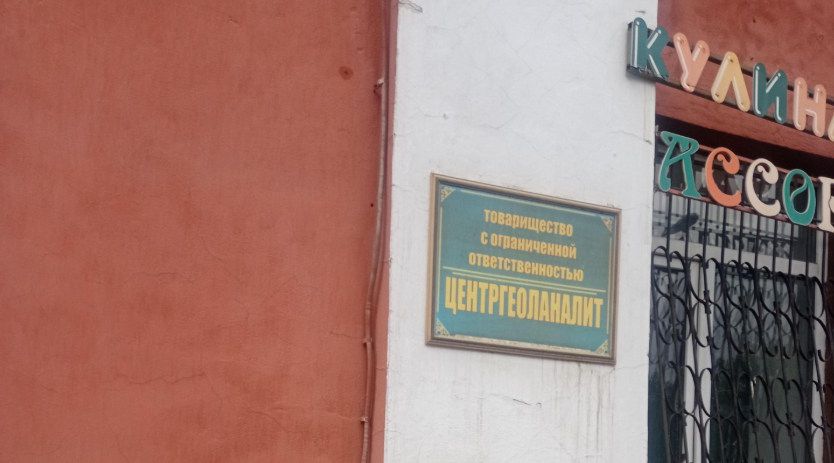 товарищество
с ограниченной
ответственностью
ЦЕНТРГЕОЛАНАЛИТ